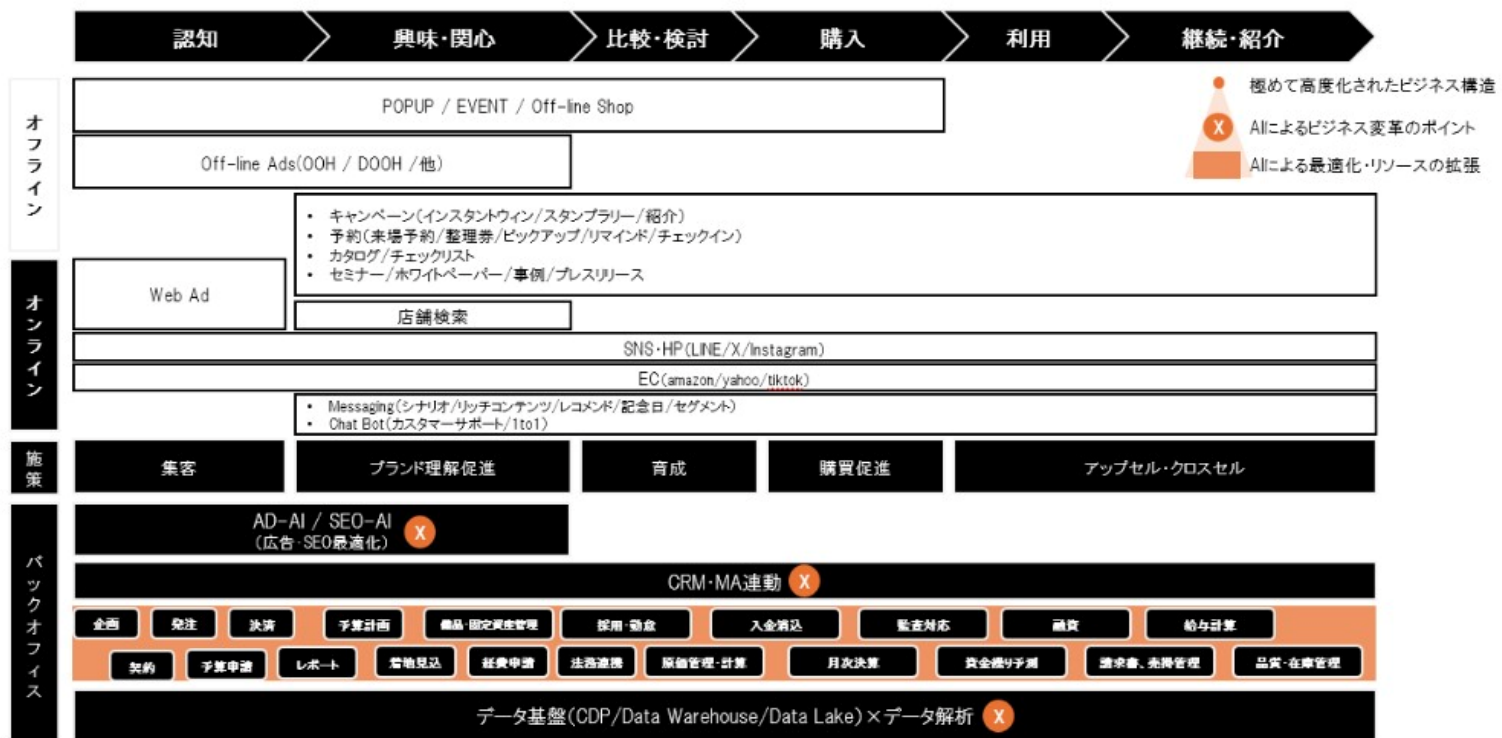 認知
興味・関心
比較・検討
購入
利用
継続・紹介
オフライン
POPUP / EVENT / Off-line Shop
Off-line Ads(OOH / DOOH /他)
極めて高度化されたビジネス構造
X
AIによるビジネス変革のポイント
AIによる最適化・リソースの拡張
• キャンペーン(インスタントウィン/スタンプラリー/紹介)
• 予約(来場予約/整理券/ピックアップ/リマインド/チェックイン)
• カタログ/チェックリスト
• セミナー/ホワイトペーパー/事例/プレスリリース
オンライン
Web Ad
店舗検索
SNS・HP(LINE/X/Instagram)
EC(amazon/yahoo/tiktok)
• Messaging(シナリオ/リッチコンテンツ/レコメンド/記念日/セグメント)
• Chat Bot(カスタマーサポート/1to1)
施策
集客
ブランド理解促進
育成
購買促進
アップセル・クロスセル
バックオフィス
AD-AI / SEO-AI
(広告・SEO最適化)
X
CRM・MA連動
X
企画
発注
決済
予算計画
備品・固定資産管理
採用・勤怠
入金消込
監査対応
融資
給与計算
契約
予算申請
レポート
着地見込
経費申請
法務連携
原価管理・計算
月次決算
資金繰り予測
請求書、売掛管理
品質・在庫管理
データ基盤(CDP/Data Warehouse/Data Lake)×データ解析
X